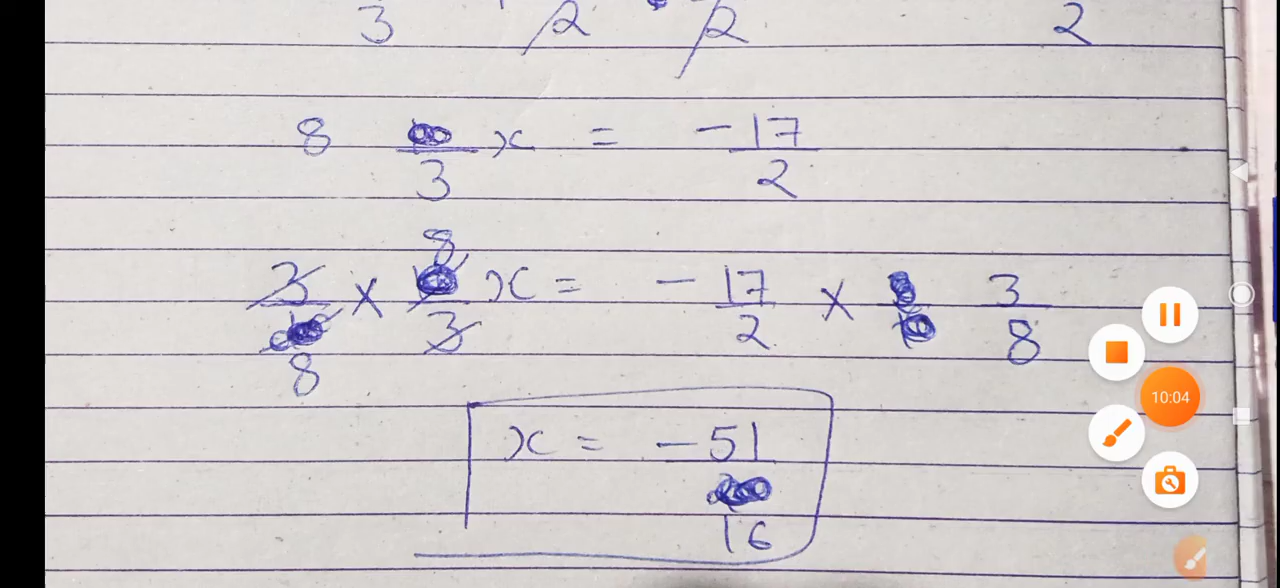 3 2 2 2
8 /3 x = -17/2
3/8 × 8/3 x = -17/2 × 3/8
x = -51/16
10:04